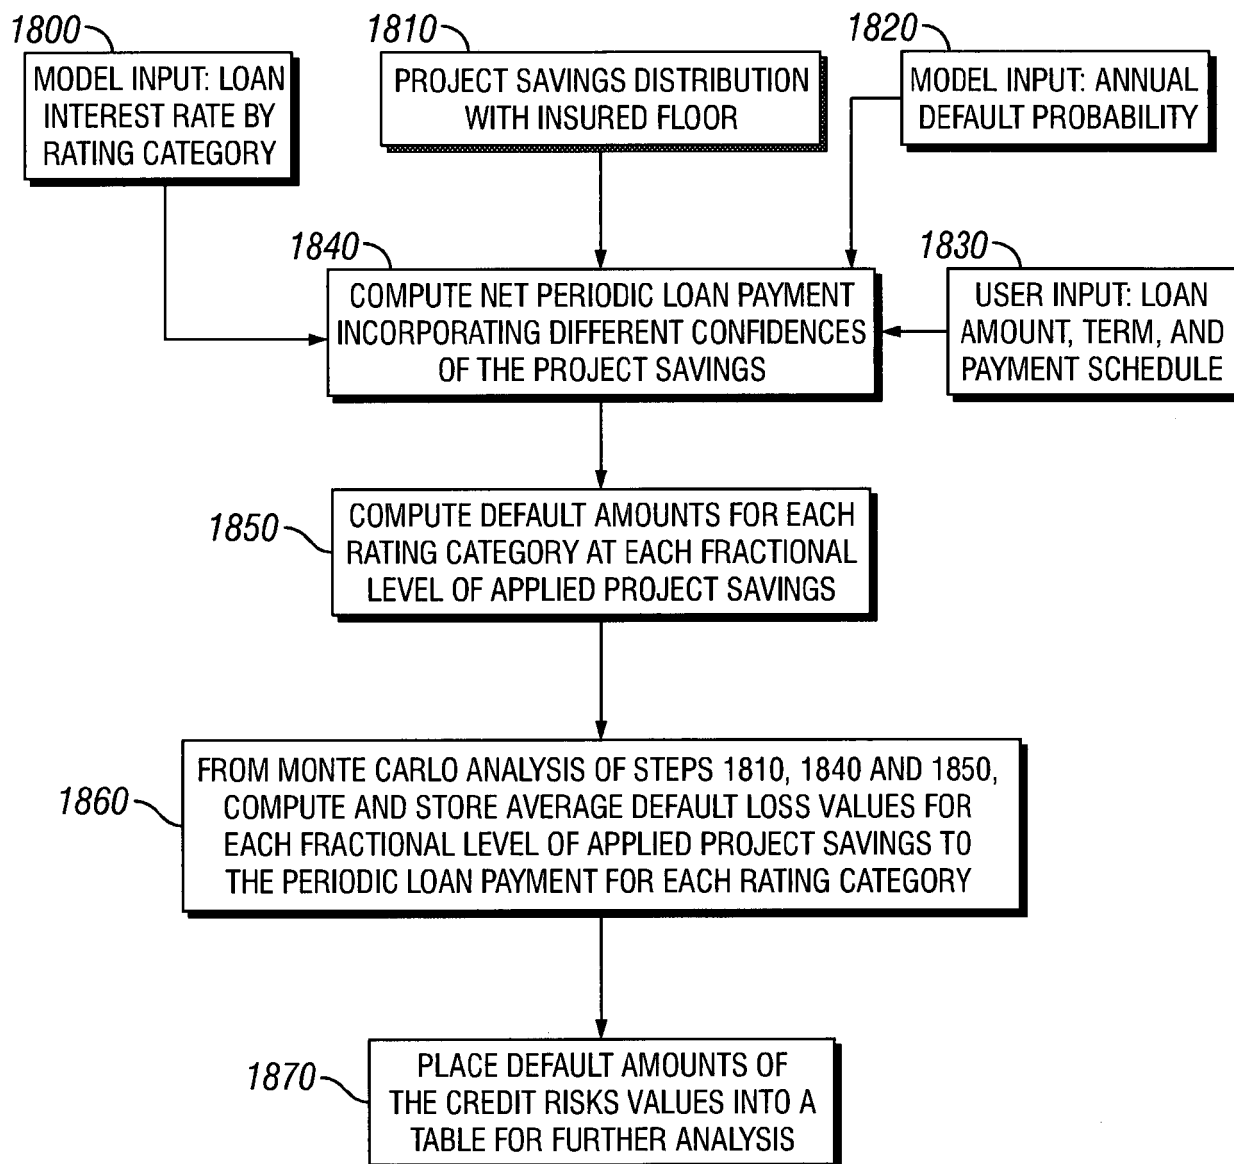 1800
MODEL INPUT: LOAN
INTEREST RATE BY
RATING CATEGORY
1810
PROJECT SAVINGS DISTRIBUTION
WITH INSURED FLOOR
1820
MODEL INPUT: ANNUAL
DEFAULT PROBABILITY
1840
COMPUTE NET PERIODIC LOAN PAYMENT
INCORPORATING DIFFERENT CONFIDENCES
OF THE PROJECT SAVINGS
1830
USER INPUT: LOAN
AMOUNT, TERM, AND
PAYMENT SCHEDULE
1850
COMPUTE DEFAULT AMOUNTS FOR EACH
RATING CATEGORY AT EACH FRACTIONAL
LEVEL OF APPLIED PROJECT SAVINGS
1860
FROM MONTE CARLO ANALYSIS OF STEPS 1810, 1840 AND 1850,
COMPUTE AND STORE AVERAGE DEFAULT LOSS VALUES FOR
EACH FRACTIONAL LEVEL OF APPLIED PROJECT SAVINGS TO
THE PERIODIC LOAN PAYMENT FOR EACH RATING CATEGORY
1870
PLACE DEFAULT AMOUNTS OF
THE CREDIT RISKS VALUES INTO A
TABLE FOR FURTHER ANALYSIS